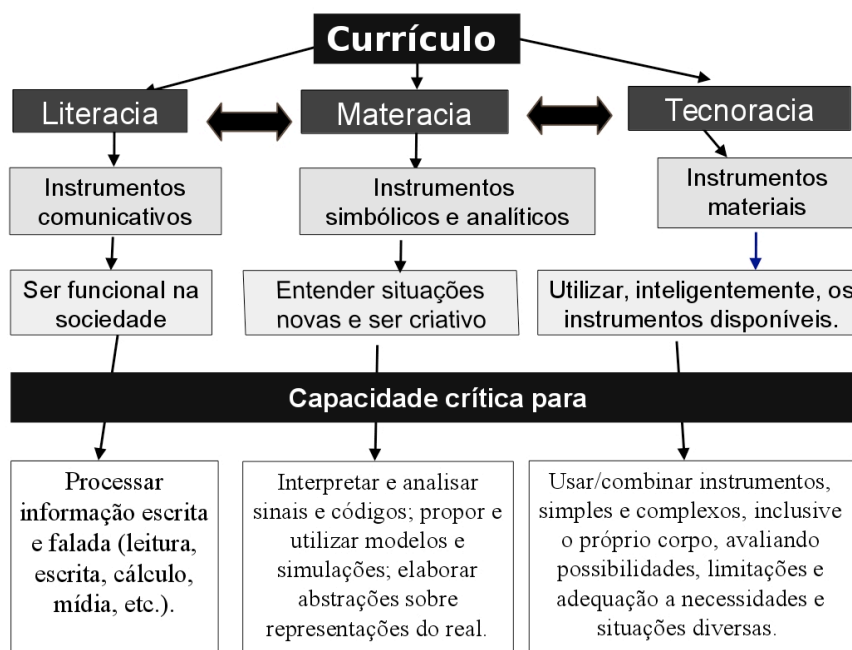 Currículo
Literacia
Materacia
Tecnoracia
Instrumentos
comunicativos
Instrumentos
simbólicos e analíticos
Instrumentos
materiais
Ser funcional na
sociedade
Entender situações
novas e ser criativo
Utilizar, inteligentemente, os
instrumentos disponíveis.
Capacidade crítica para
Processar
informação escrita
e falada (leitura,
escrita, cálculo,
mídia, etc.).
Interpretar e analisar
sinais e códigos; propor e
utilizar modelos e
simulações; elaborar
abstrações sobre
representações do real.
Usar/combinar instrumentos,
simples e complexos, inclusive
o próprio corpo, avaliando
possibilidades, limitações e
adequação a necessidades e
situações diversas.